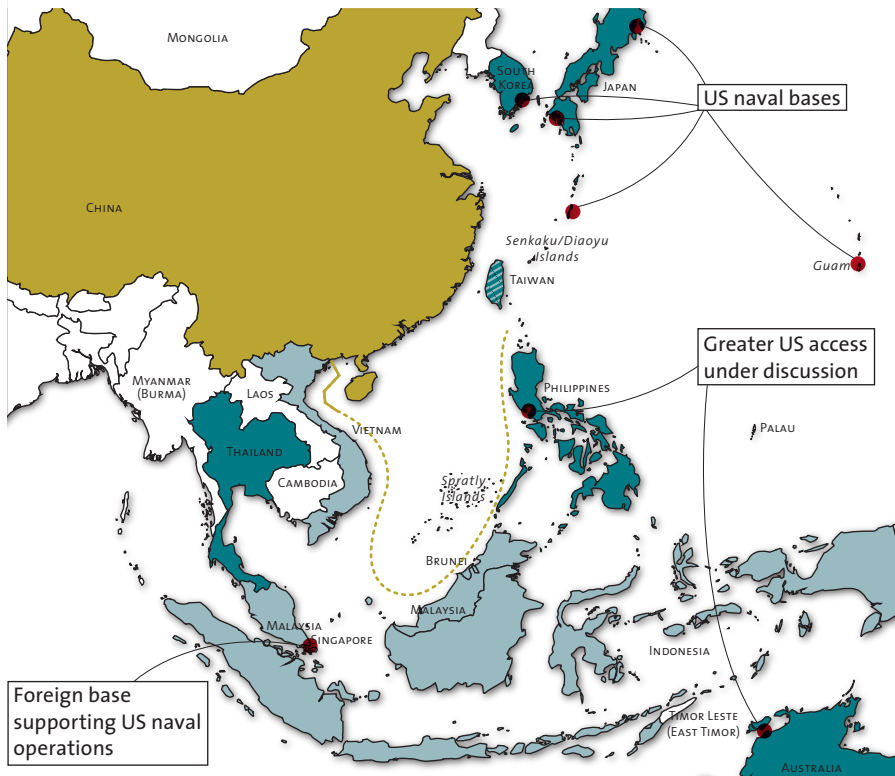 MONGOLIA
SOUTH
KOREA
JAPAN
US naval bases
CHINA
Senkaku/Diaoyu
Islands
TAIWAN
Guam
Greater US access
under discussion
MYANMAR
(BURMA)
LAOS
PHILIPPINES
VIETNAM
PALAU
THAILAND
CAMBODIA
Spratly
Islands
BRUNEI
MALAYSIA
MALAYSIA
SINGAPORE
INDONESIA
Foreign base
supporting US naval
operations
TIMOR LESTE
(EAST TIMOR)
AUSTRALIA